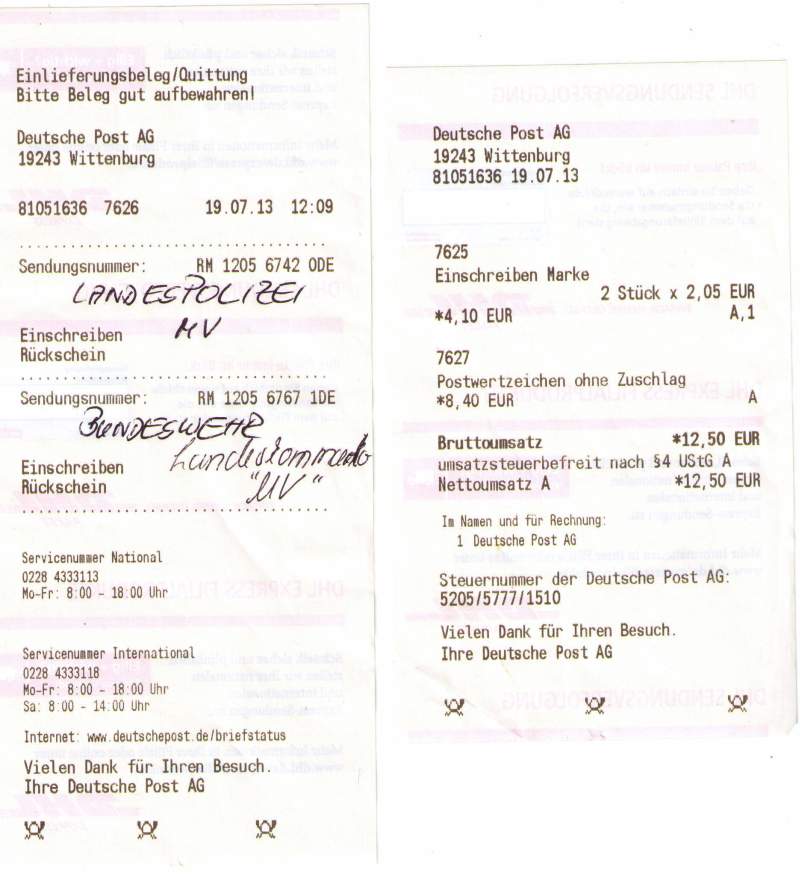 Einlieferungsbeleg/Quittung
Bitte Beleg gut aufbewahren!
Deutsche Post AG
19243 Wittenburg
81051636 7626 19.07.13 12:09
Sendungsnummer: RM 1205 6742 0DE
LANDESPOLIZEI
MV
Einschreiben
Rückschein
Sendungsnummer: RM 1205 6767 1DE
BUNDESWEHR
Landeskommando
"MV"
Einschreiben
Rückschein
Servicenummer National
0228 4333113
Mo-Fr: 8:00 - 18:00 Uhr
Servicenummer International
0228 4333118
Mo-Fr: 8:00 - 18:00 Uhr
Sa: 8:00 - 14:00 Uhr
Internet: www.deutschepost.de/briefstatus
Vielen Dank für Ihren Besuch.
Ihre Deutsche Post AG
Deutsche Post AG
19243 Wittenburg
81051636 19.07.13
7625
Einschreiben Marke
2 Stück x 2,05 EUR
*4,10 EUR A,1
7627
Postwertzeichen ohne Zuschlag
*8,40 EUR A
Bruttoumsatz *12,50 EUR
umsatzsteuerbefreit nach §4 UStG A
Nettoumsatz A *12,50 EUR
Im Namen und für Rechnung:
1 Deutsche Post AG
Steuernummer der Deutsche Post AG:
5205/5777/1510
Vielen Dank für Ihren Besuch.
Ihre Deutsche Post AG